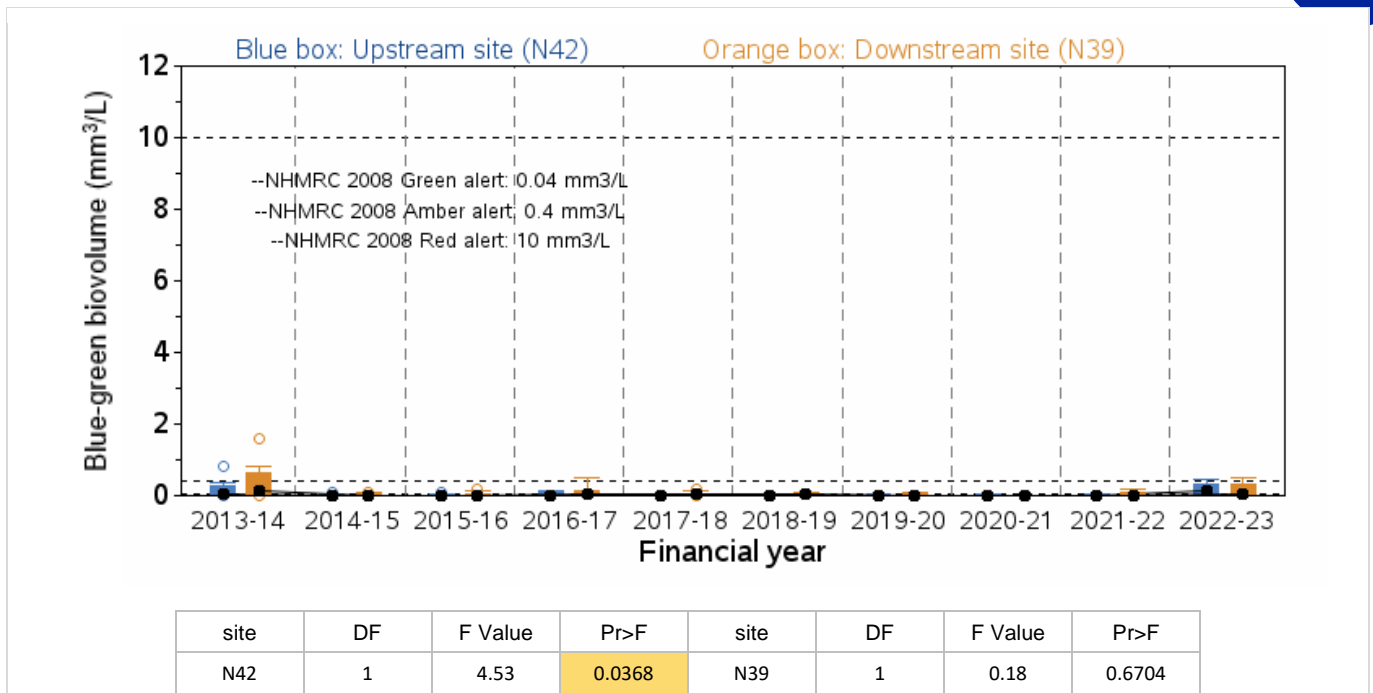 Blue box: Upstream site (N42) Orange box: Downstream site (N39)
12
10
8
6
4
2
0
Blue-green biovolume (mm³/L)
--NHMRC 2008 Green alert: 0.04 mm3/L
--NHMRC 2008 Amber alert: 0.4 mm3/L
--NHMRC 2008 Red alert: 10 mm3/L
2013-14 2014-15 2015-16 2016-17 2017-18 2018-19 2019-20 2020-21 2021-22 2022-23
Financial year
site DF F Value Pr>F site DF F Value Pr>F
N42 1 4.53 0.0368 N39 1 0.18 0.6704